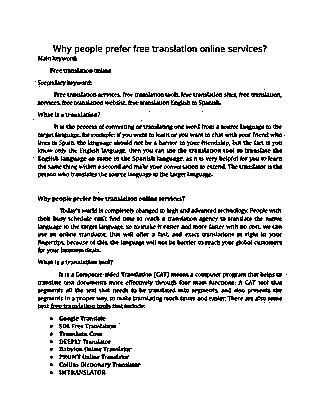 Why people prefer free translation online services?
Main keyword:
Free translation online
Secondary keyword:
Free translation services, free translation tools, free translation sites, free translation,
services, free translation website, free translation English to Spanish.
What is a translation?
It is the process of converting or translating one word from a source language to the
target language, for example: if you want to learn or you want to chat with your friend who
lives in Spain, the language should not be a barrier to your friendship, but the fact if you
know only the English language, then you can use the translation tool to translate the
English language as same to the Spanish language, as it is very helpful for you to learn
the same thing within a second and make your conversation to extend. The translator is the
person who translates the source language to the target language.
Why people prefer free translation online services?
Today's world is completely changed to high and advanced technology. People with
their busy schedule can't find time to reach a translation agency to translate the native
language to the target language, so to make it easier and more faster with no cost, we can
use an online translator, that will offer a fast, and exact translations at right in your
fingertips, because of this, the language will not be barrier to reach your global customers
for your business deals.
What is a translation tool?
It is a Computer-aided Translation (CAT) means a computer program that helps to
translate text documents more effectively through four main functions: A CAT tool that
segments all the text that needs to be translated into segments, and also presents the
segments in a proper way, to make translating much faster and easier. There are also some
best free translation tools that include:
Google Translate
SDL Free Translation
Translate.Com
DEEPLY Translator
Babylon Online Translator
PROMT Online Translator
Collins Dictionary Translator
IMTRANSLATOR